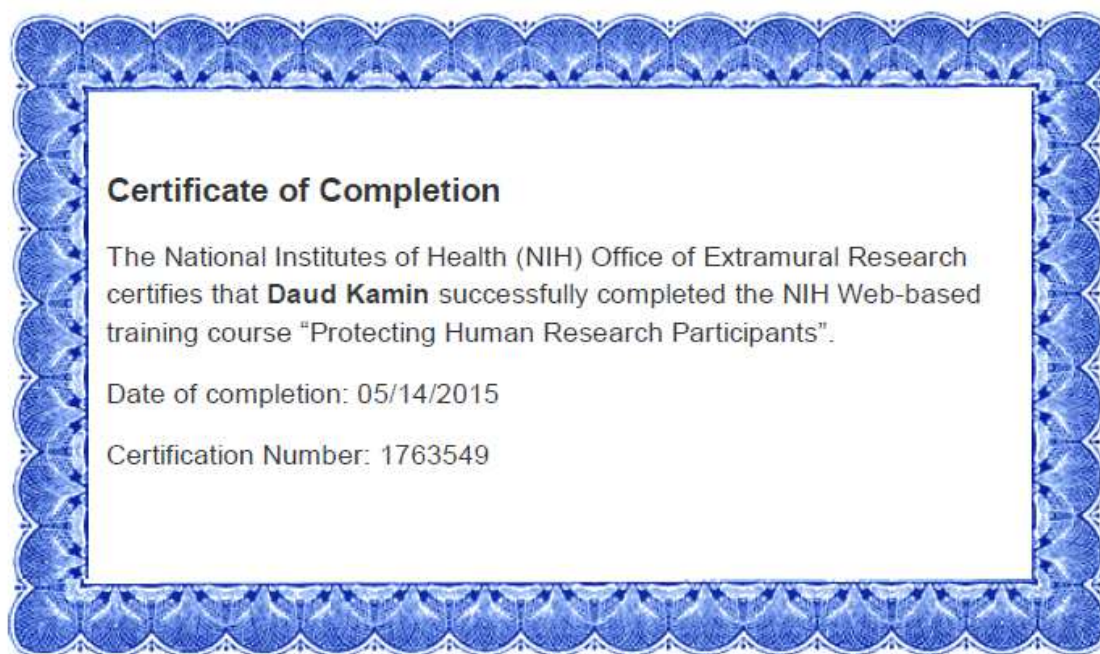 Certificate of Completion
The National Institutes of Health (NIH) Office of Extramural Research
certifies that Daud Kamin successfully completed the NIH Web-based
training course “Protecting Human Research Participants”.
Date of completion: 05/14/2015
Certification Number: 1763549